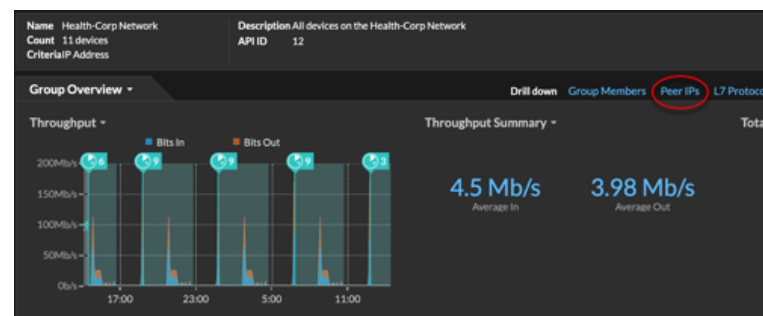 Name Health-Corp Network
Count 11 devices
CriteriaIP Address
Description All devices on the Health-Corp Network
API ID 12
Group Overview
Drill down Group Members Peer IPs L7 Protoco
Throughput
Bits In Bits Out
200Mb/s
150Mb/s
100Mb/s
50Mb/s
0b/s
6 9 9 9 3
17:00 23:00 5:00 11:00
Throughput Summary
4.5 Mb/s
Average In
3.98 Mb/s
Average Out
Tota